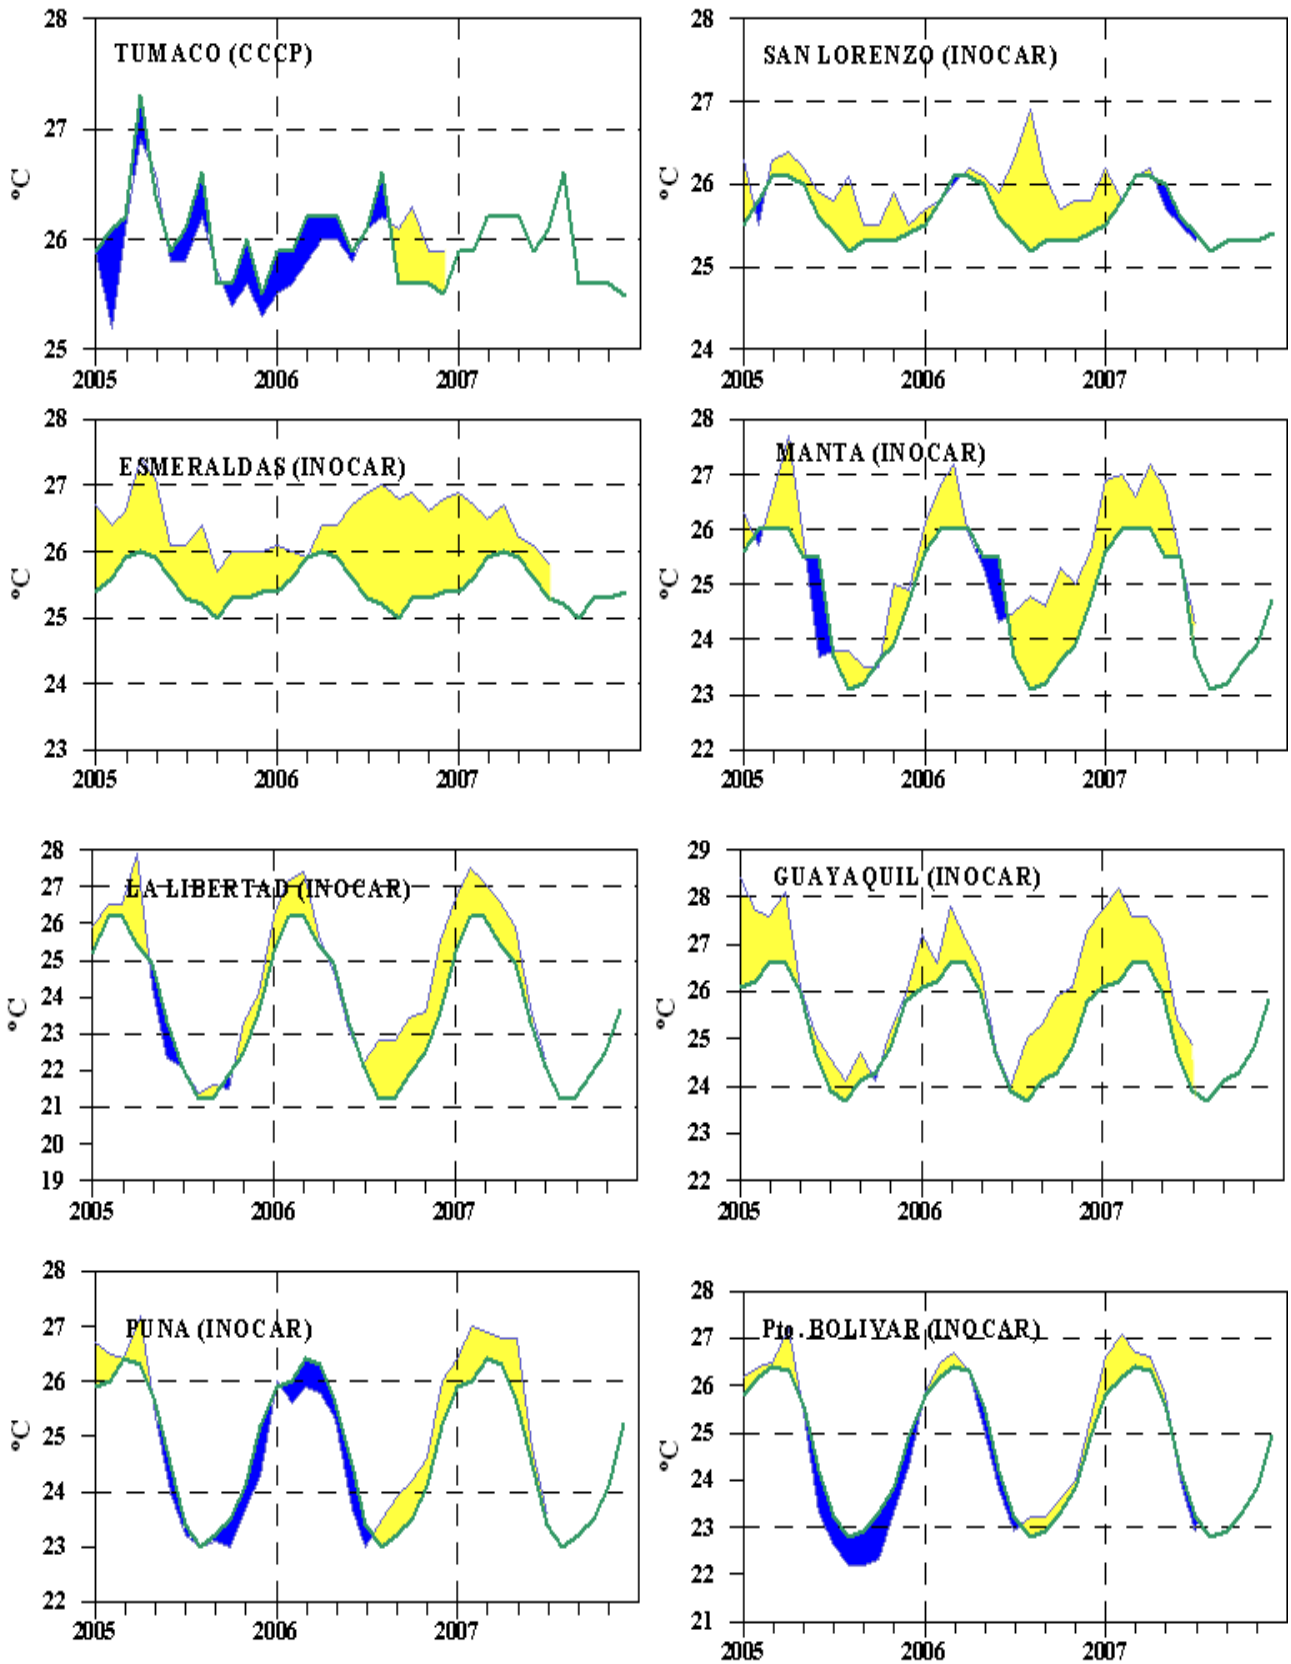 28
TUMACO (CCCP)
27
°C
26
25
2005 2006 2007
28
SAN LORENZO (INOCAR)
27
°C
26
25
24
2005 2006 2007
28
ESMERALDAS (INOCAR)
27
26
°C
25
24
23
2005 2006 2007
28
MANTA (INOCAR)
27
26
°C
25
24
23
22
2005 2006 2007
28
27
LA LIBERTAD (INOCAR)
26
25
24
°C
23
22
21
20
19
2005 2006 2007
29
GUAYAQUIL (INOCAR)
28
27
26
°C
25
24
23
22
2005 2006 2007
28
27
PUNA (INOCAR)
26
°C
25
24
23
22
2005 2006 2007
28
27
Pto. BOLIVAR (INOCAR)
26
25
°C
24
23
22
21
2005 2006 2007